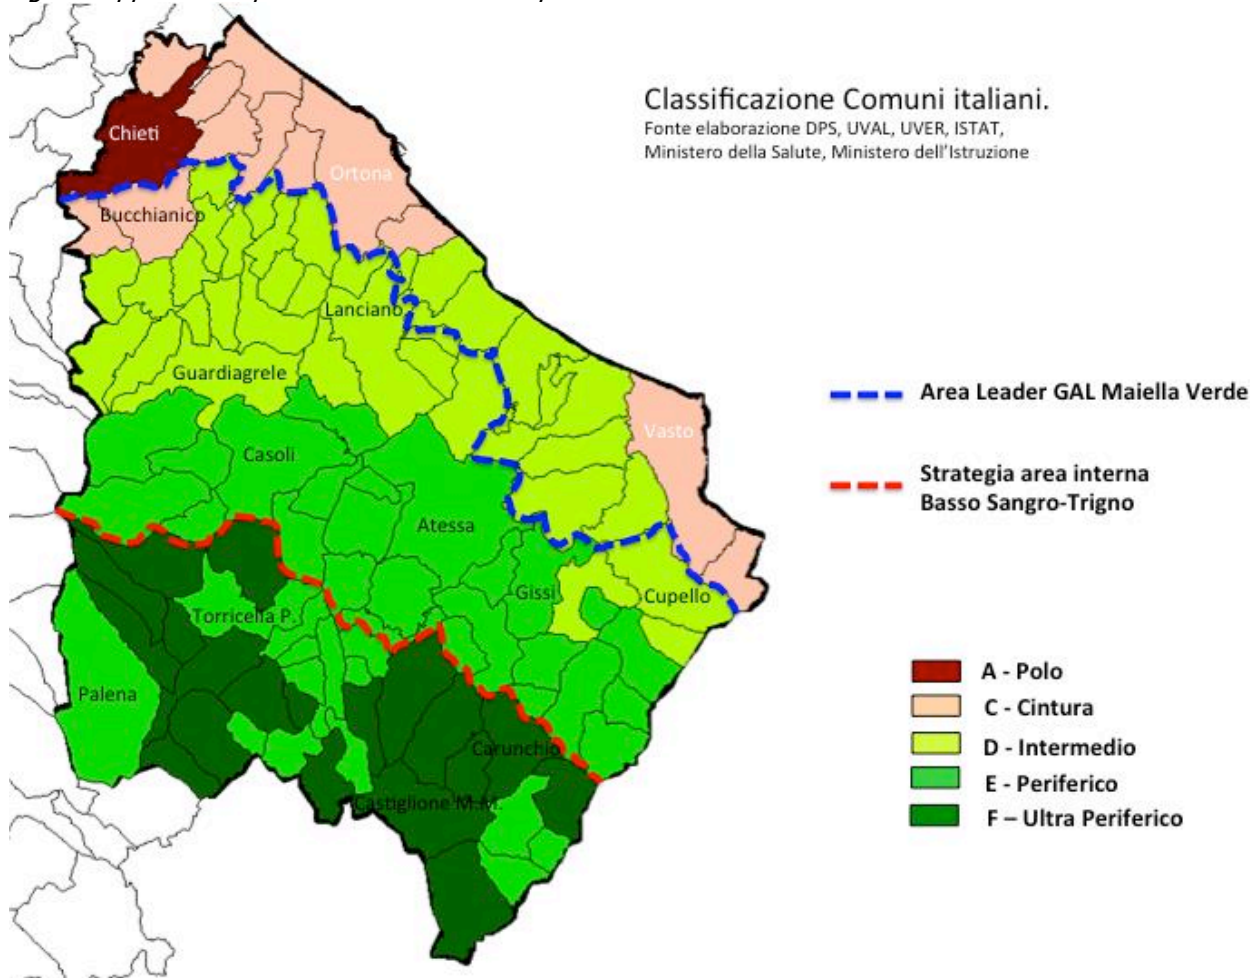 Classificazione Comuni italiani.
Fonte elaborazione DPS, UVAL, UVER, ISTAT,
Ministero della Salute, Ministero dell'Istruzione
Chieti
Ortona
Bucchianico
Lanciano
Guardiagrele
Area Leader GAL Maiella Verde
Vasto
Casoli
Strategia area interna
Basso Sangro-Trigno
Atessa
Gissi
Cupello
Torricella P.
Palena
Carunchio
Castiglione M.M.
A - Polo
C - Cintura
D - Intermedio
E - Periferico
F – Ultra Periferico